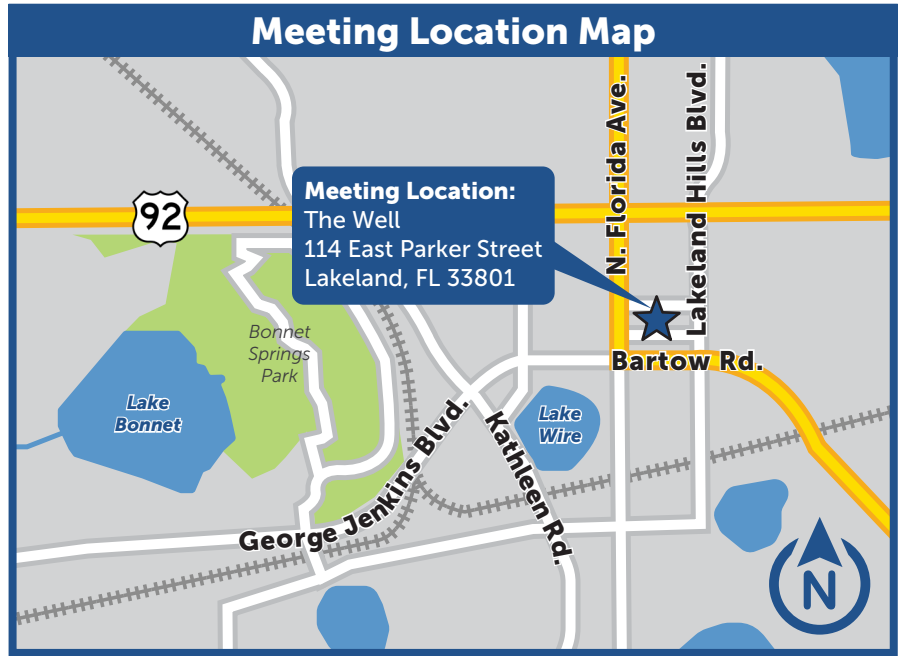 Meeting Location Map
N. Florida Ave.
Lakeland Hills Blvd.
92
Meeting Location:
The Well
114 East Parker Street
Lakeland, FL 33801
Bonnet
Springs
Park
Bartow Rd.
Lake
Bonnet
Lake
Wire
George Jenkins Blvd.
Kathleen Rd.
N